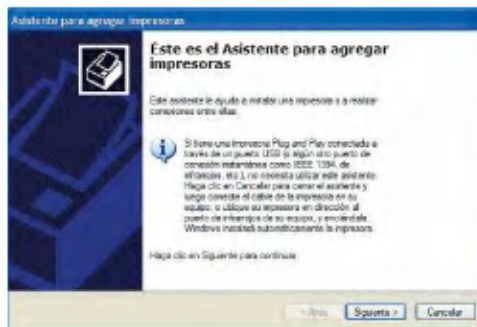 Asistente para agregar impresoras
Éste es el Asistente para agregar
impresoras
Este asistente le ayuda a instalar una impresora o a realizar
conexiones entre ellas.
Si tiene una impresora Plug and Play conectada a
través de un puerto USB (o algún otro puerto de
conexión instantánea como IEEE 1394, de
infrarrojos, etc.), no necesita utilizar este asistente.
Haga clic en Cancelar para cerrar el asistente y
luego conecte el cable de la impresora en su
equipo, o ubique su impresora en dirección al
puerto de infrarrojos de su equipo, y enciéndala.
Windows instalará automáticamente la impresora.
Haga clic en Siguiente para continuar.
< Atrás Siguiente > Cancelar